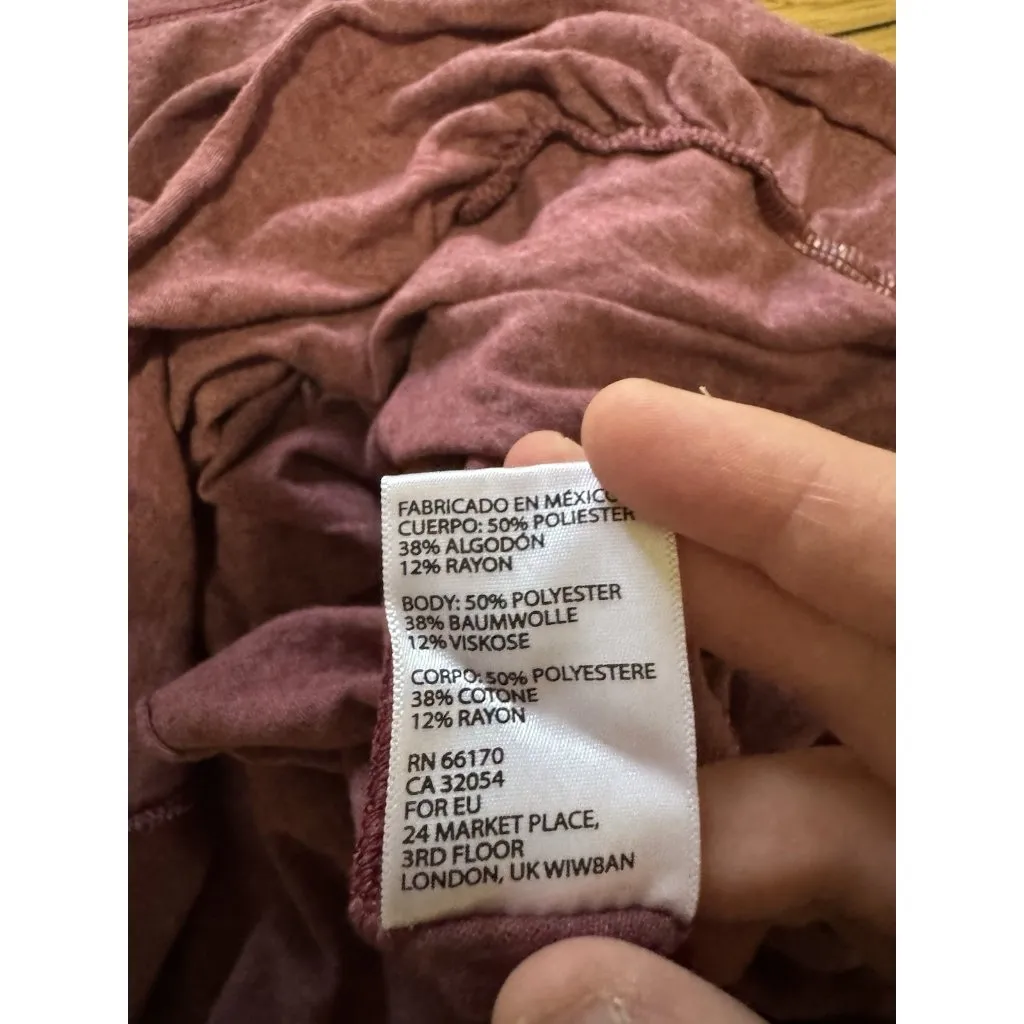 FABRICADO EN MÉXICO
CUERPO: 50% POLIESTER
38% ALGODÓN
12% RAYON
BODY: 50% POLYESTER
38% BAUMWOLLE
12% VISKOSE
CORPO: 50% POLYESTERE
38% COTONE
12% RAYON
RN 66170
CA 32054
FOR EU
24 MARKET PLACE,
3RD FLOOR
LONDON, UK WIW8AN